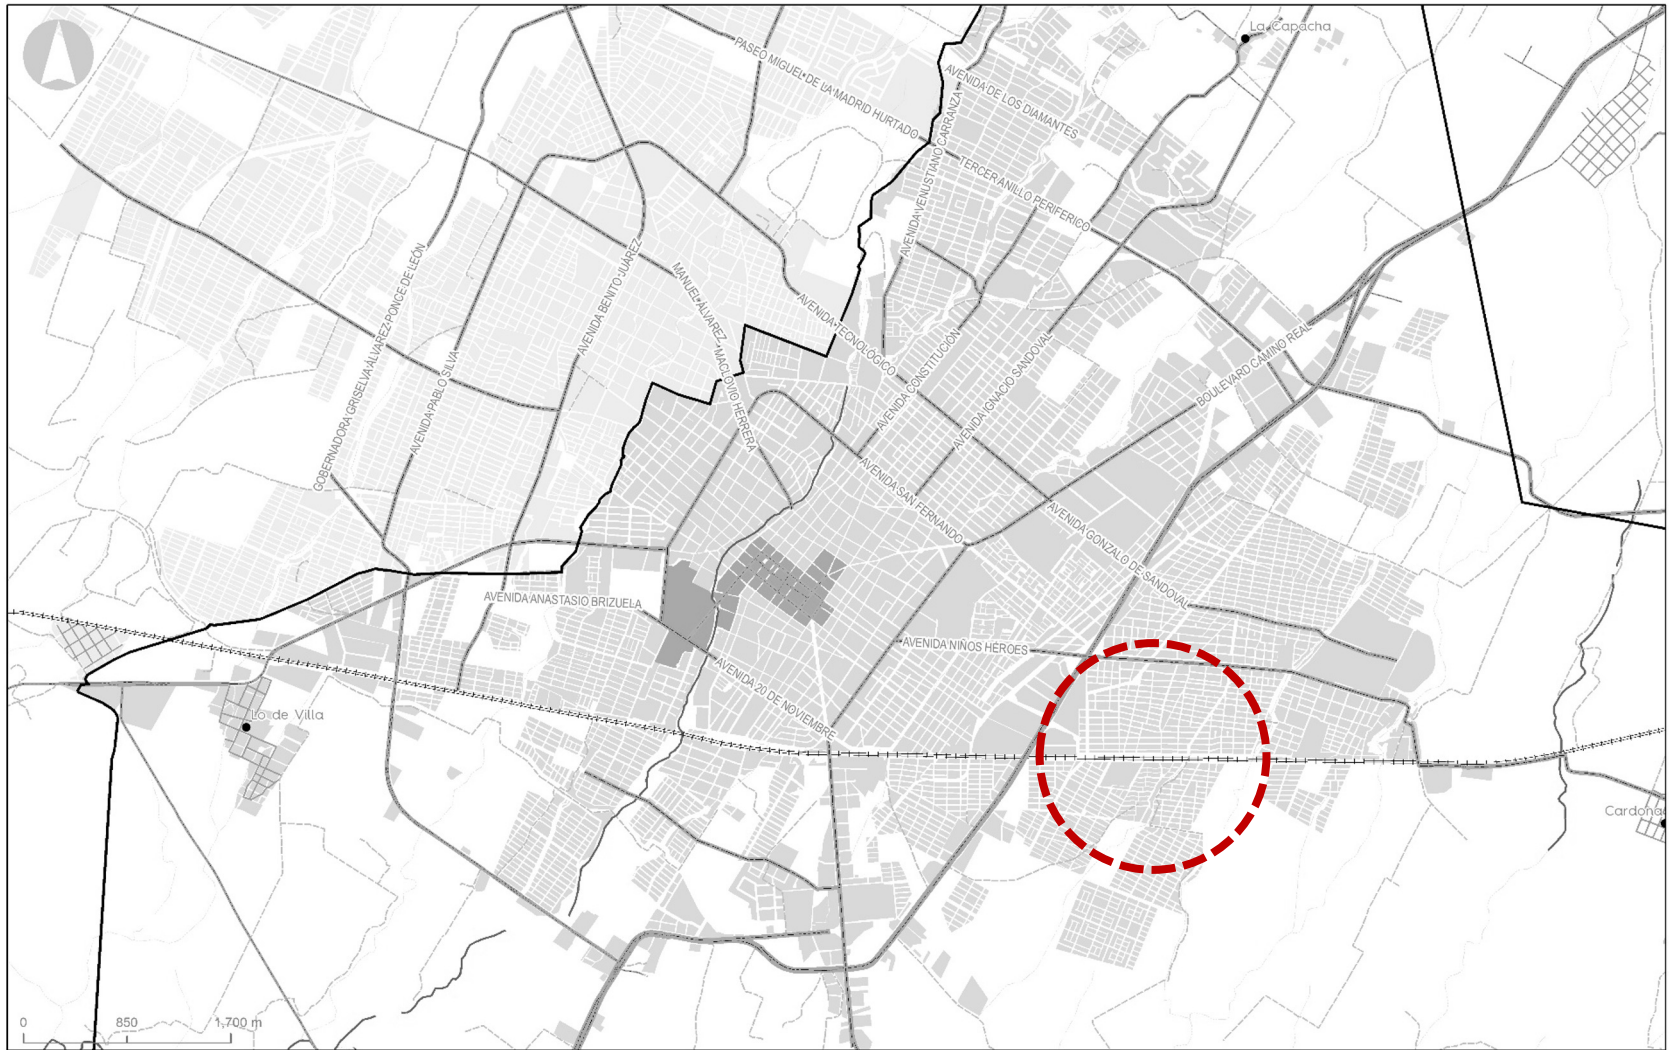 La Capacha
PASEO MIGUEL DE LA MADRID HURTADO
AVENIDA DE LOS DIAMANTES
AVENIDA VENUSTIANO CARRANZA
TERCER ANILLO PERIFERICO
GOBERNADORA GRISELVA ÁLVAREZ PONCE DE LEÓN
AVENIDA BENITO JUÁREZ
MANUEL ÁLVAREZ
MACLOVIO HERRERA
AVENIDA TECNOLÓGICO
AVENIDA CONSTITUCIÓN
AVENIDA IGNACIO SANDOVAL
BOULEVARD CAMINO REAL
AVENIDA PABLO SILVA
AVENIDA SAN FERNANDO
AVENIDA GONZALO DE SANDOVAL
AVENIDA ANASTASIO BRIZUELA
AVENIDA NIÑOS HÉROES
AVENIDA 20 DE NOVIEMBRE
Lo de Villa
Cardona
0 850 1,700 m